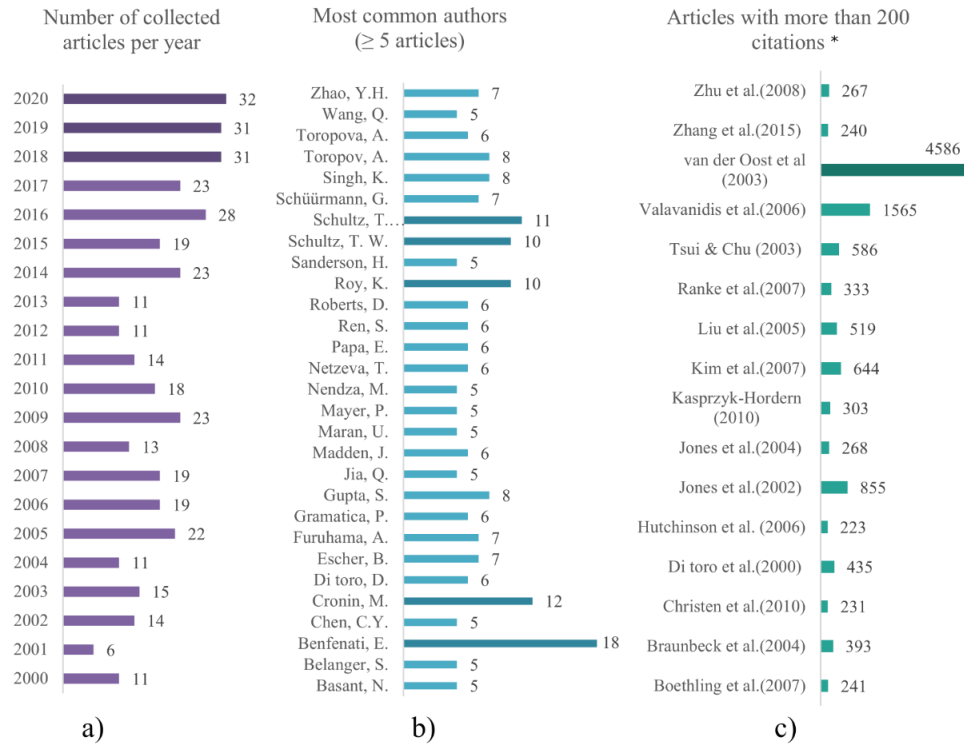 Number of collected
articles per year
2020 32
2019 31
2018 31
2017 23
2016 28
2015 19
2014 23
2013 11
2012 11
2011 14
2010 18
2009 23
2008 13
2007 19
2006 19
2005 22
2004 11
2003 15
2002 14
2001 6
2000 11
a)
Most common authors
(≥ 5 articles)
Zhao, Y.H. 7
Wang, Q. 5
Toropova, A. 6
Toropov, A. 8
Singh, K. 8
Schüürmann, G. 7
Schultz, T.… 11
Schultz, T. W. 10
Sanderson, H. 5
Roy, K. 10
Roberts, D. 6
Ren, S. 6
Papa, E. 6
Netzeva, T. 6
Nendza, M. 5
Mayer, P. 5
Maran, U. 5
Madden, J. 6
Jia, Q. 5
Gupta, S. 8
Gramatica, P. 6
Furuhama, A. 7
Escher, B. 7
Di toro, D. 6
Cronin, M. 12
Chen, C.Y. 5
Benfenati, E. 18
Belanger, S. 5
Basant, N. 5
b)
Articles with more than 200
citations *
Zhu et al.(2008) 267
Zhang et al.(2015) 240
van der Oost et al
(2003) 4586
Valavanidis et al.(2006) 1565
Tsui & Chu (2003) 586
Ranke et al.(2007) 333
Liu et al.(2005) 519
Kim et al.(2007) 644
Kasprzyk-Hordern
(2010) 303
Jones et al.(2004) 268
Jones et al.(2002) 855
Hutchinson et al. (2006) 223
Di toro et al.(2000) 435
Christen et al.(2010) 231
Braunbeck et al.(2004) 393
Boethling et al.(2007) 241
c)